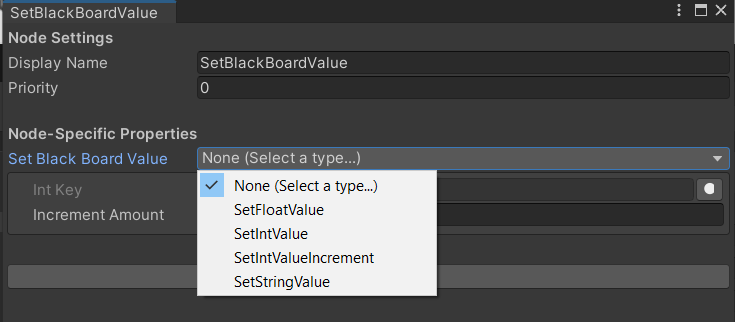 SetBlackBoardValue
Node Settings
Display Name SetBlackBoardValue
Priority 0
Node-Specific Properties
Set Black Board Value None (Select a type...)
None (Select a type...)
Int Key
SetFloatValue
Increment Amount
SetIntValue
SetIntValueIncrement
SetStringValue